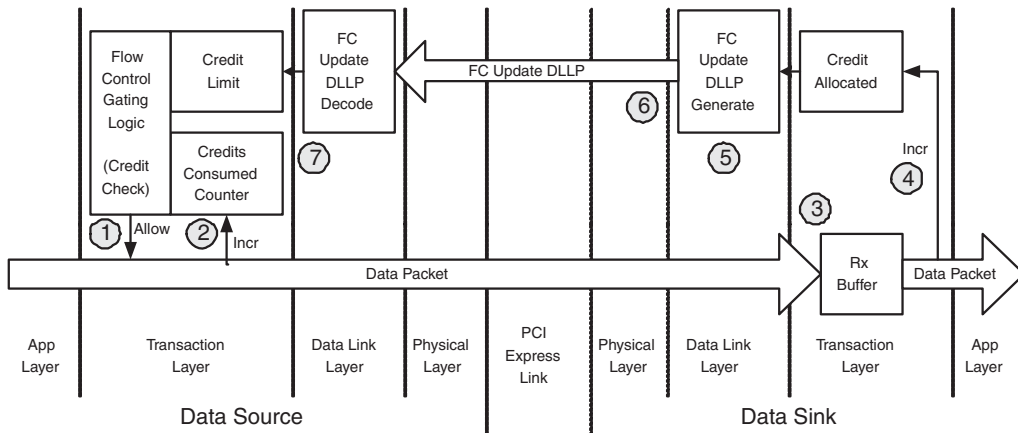 Flow
Control
Gating
Logic
(Credit
Check)
Credit
Limit
Credits
Consumed
Counter
FC
Update
DLLP
Decode
FC Update DLLP
FC
Update
DLLP
Generate
Credit
Allocated
6
7
5
Incr
4
3
1
Allow
2
Incr
Data Packet
Rx
Buffer
Data Packet
App
Layer
Transaction
Layer
Data Link
Layer
Physical
Layer
PCI
Express
Link
Physical
Layer
Data Link
Layer
Transaction
Layer
App
Layer
Data Source
Data Sink